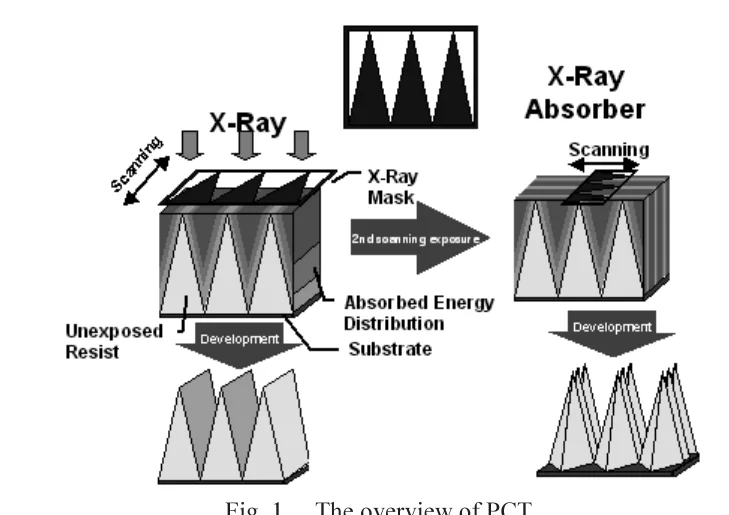 X-Ray
Absorber
X-Ray
Scanning
Scanning
X-Ray
Mask
2nd scanning exposure
Absorbed Energy
Distribution
Unexposed
Resist
Development
Substrate
Development
Fig. 1 The overview of PCT